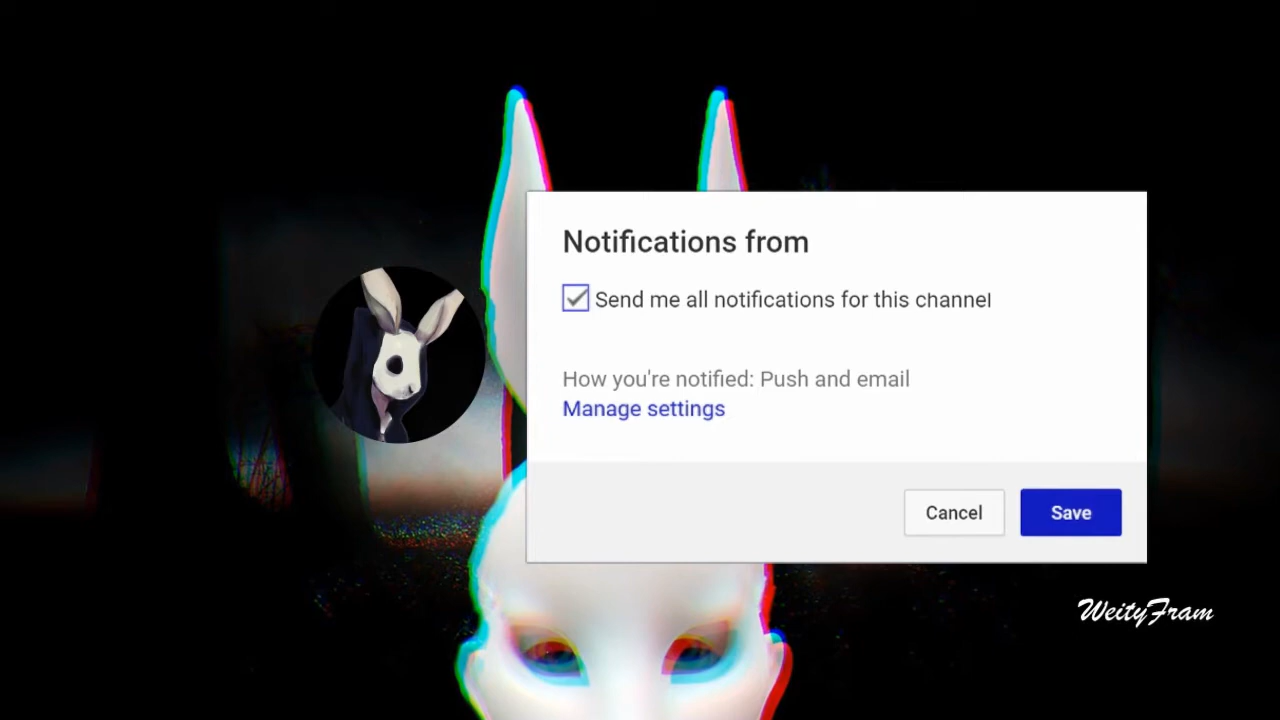 Notifications from
Send me all notifications for this channel
How you're notified: Push and email
Manage settings
Cancel
Save
WeityFram